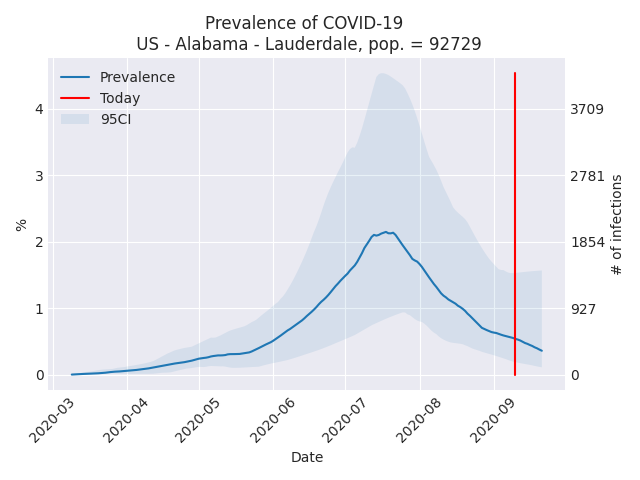 Prevalence of COVID-19
US - Alabama - Lauderdale, pop. = 92729
Prevalence
Today
95CI
4
3
2
1
0
%
3709
2781
1854
927
0
# of infections
2020-03
2020-04
2020-05
2020-06
2020-07
2020-08
2020-09
Date